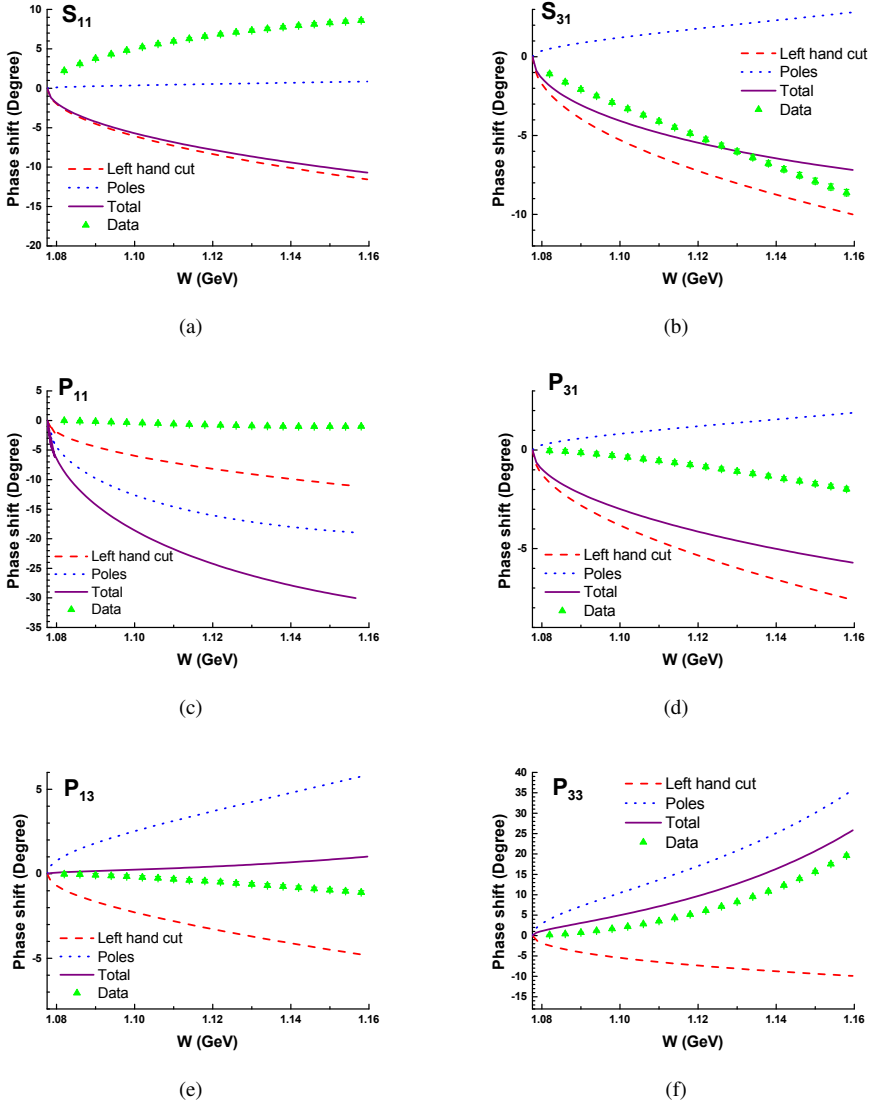 S11
Phase shift (Degree)
10
5
0
-5
-10
-15
-20
Left hand cut
Poles
Total
Data
1.08
1.10
1.12
1.14
1.16
W (GeV)
(a)
S31
Phase shift (Degree)
0
-5
-10
Left hand cut
Poles
Total
Data
1.08
1.10
1.12
1.14
1.16
W (GeV)
(b)
P11
Phase shift (Degree)
5
0
-5
-10
-15
-20
-25
-30
-35
Left hand cut
Poles
Total
Data
1.08
1.10
1.12
1.14
1.16
W (GeV)
(c)
P31
Phase shift (Degree)
0
-5
Left hand cut
Poles
Total
Data
1.08
1.10
1.12
1.14
1.16
W (GeV)
(d)
P13
Phase shift (Degree)
5
0
-5
Left hand cut
Poles
Total
Data
1.08
1.10
1.12
1.14
1.16
W (GeV)
(e)
P33
Phase shift (Degree)
40
35
30
25
20
15
10
5
0
-5
-10
-15
Left hand cut
Poles
Total
Data
1.08
1.10
1.12
1.14
1.16
W (GeV)
(f)